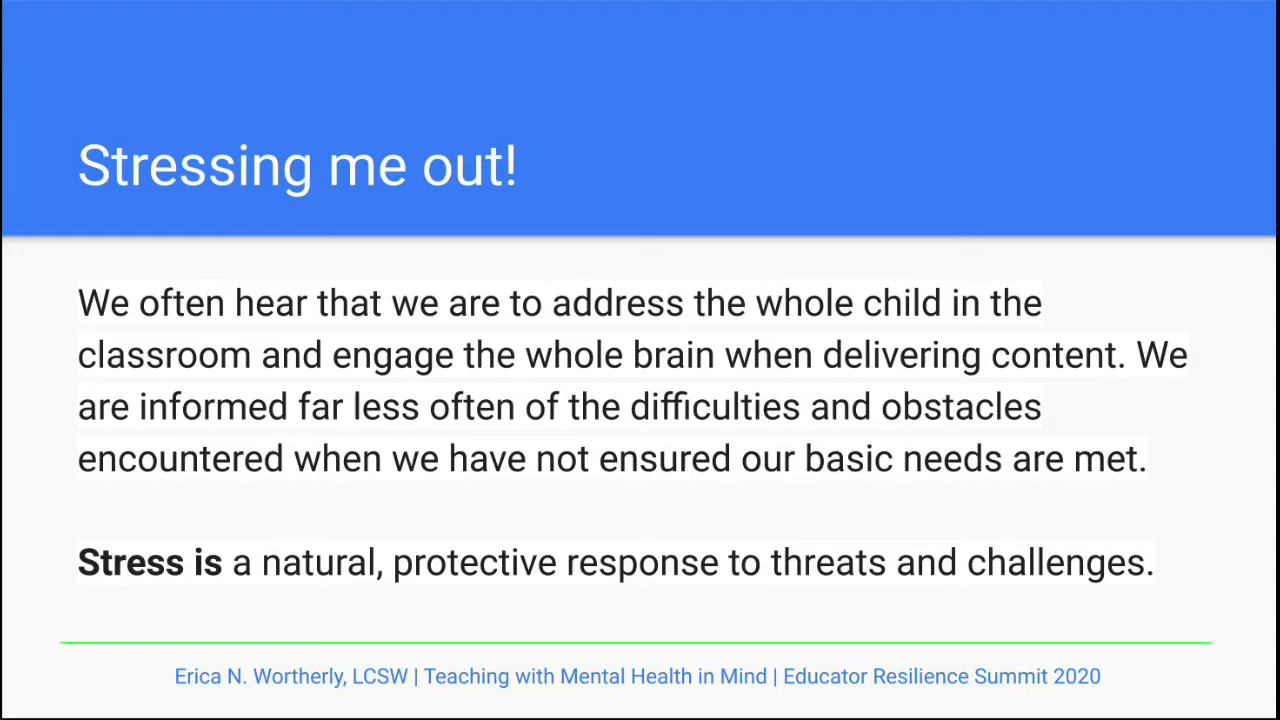 Stressing me out!
We often hear that we are to address the whole child in the
classroom and engage the whole brain when delivering content. We
are informed far less often of the difficulties and obstacles
encountered when we have not ensured our basic needs are met.
Stress is a natural, protective response to threats and challenges.
Erica N. Wortherly, LCSW | Teaching with Mental Health in Mind | Educator Resilience Summit 2020